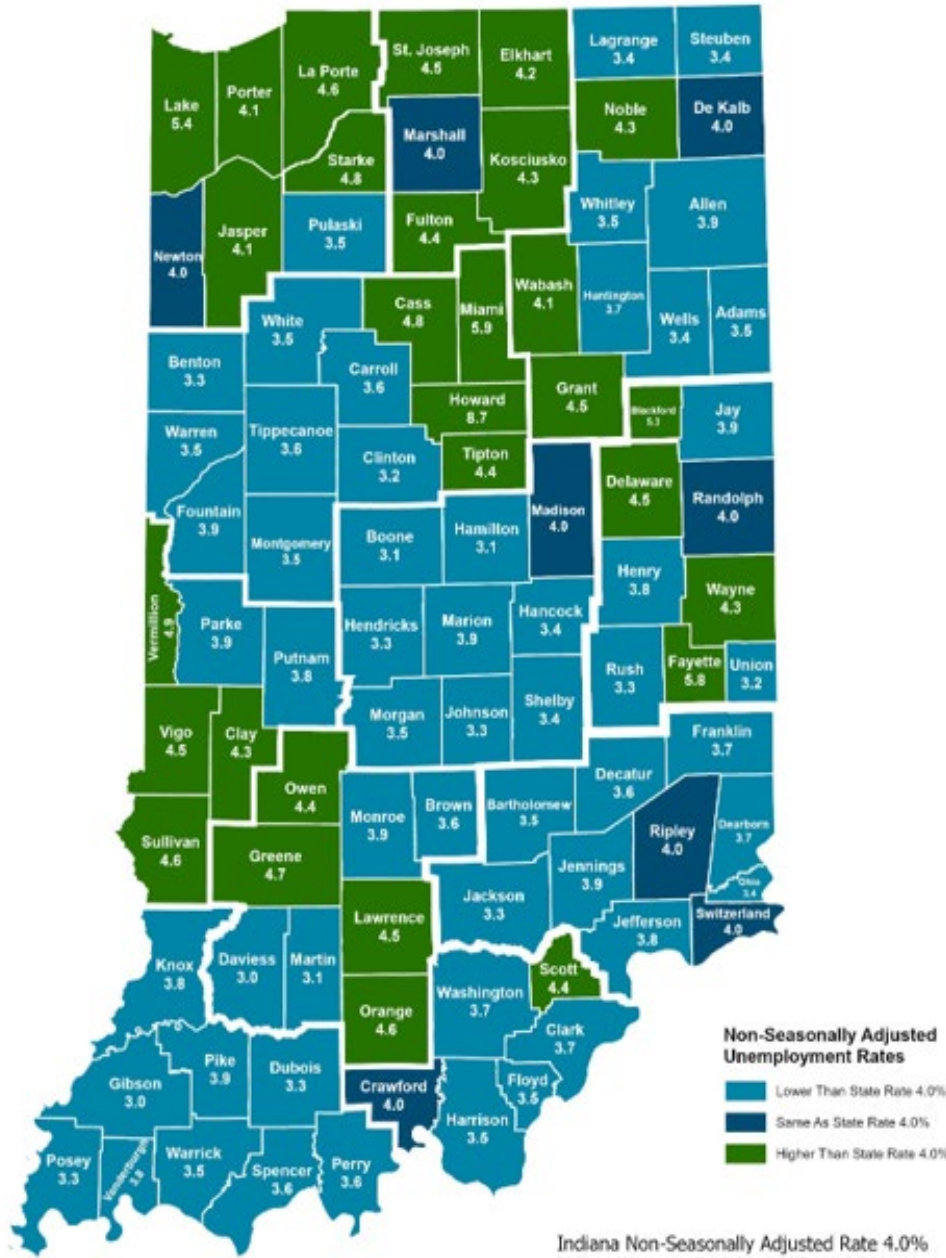 St. Joseph
4.5
Elkhart
4.2
Lagrange
3.4
Steuben
3.4
La Porte
4.6
Porter
4.1
Lake
5.4
Noble
4.3
De Kalb
4.0
Marshall
4.0
Starke
4.8
Kosciusko
4.3
Whitley
3.5
Allen
3.9
Newton
4.0
Jasper
4.1
Pulaski
3.5
Fulton
4.4
Wabash
4.1
Huntington
3.7
Wells
3.4
Adams
3.5
White
3.5
Cass
4.8
Miami
5.9
Benton
3.3
Carroll
3.6
Grant
4.5
Howard
8.7
Blackford
5.3
Jay
3.9
Warren
3.5
Tippecanoe
3.6
Clinton
3.2
Tipton
4.4
Delaware
4.5
Randolph
4.0
Madison
4.0
Fountain
3.9
Montgomery
3.5
Boone
3.1
Hamilton
3.1
Henry
3.8
Wayne
4.3
Vermillion
4.9
Parke
3.9
Putnam
3.8
Hendricks
3.3
Marion
3.9
Hancock
3.4
Rush
3.3
Fayette
5.8
Union
3.2
Vigo
4.5
Clay
4.3
Morgan
3.5
Johnson
3.3
Shelby
3.4
Franklin
3.7
Owen
4.4
Decatur
3.6
Monroe
3.9
Brown
3.6
Bartholomew
3.5
Ripley
4.0
Dearborn
3.7
Sullivan
4.6
Greene
4.7
Jennings
3.9
Ohio
3.4
Jackson
3.3
Lawrence
4.5
Jefferson
3.8
Switzerland
4.0
Knox
3.8
Daviess
3.0
Martin
3.1
Orange
4.6
Washington
3.7
Scott
4.4
Clark
3.7
Gibson
3.0
Pike
3.9
Dubois
3.3
Crawford
4.0
Harrison
3.5
Floyd
3.5
Posey
3.3
Vanderburgh
Warrick
3.5
Spencer
3.6
Perry
3.6
Non-Seasonally Adjusted
Unemployment Rates
Lower Than State Rate 4.0%
Same As State Rate 4.0%
Higher Than State Rate 4.0%
Indiana Non-Seasonally Adjusted Rate 4.0%